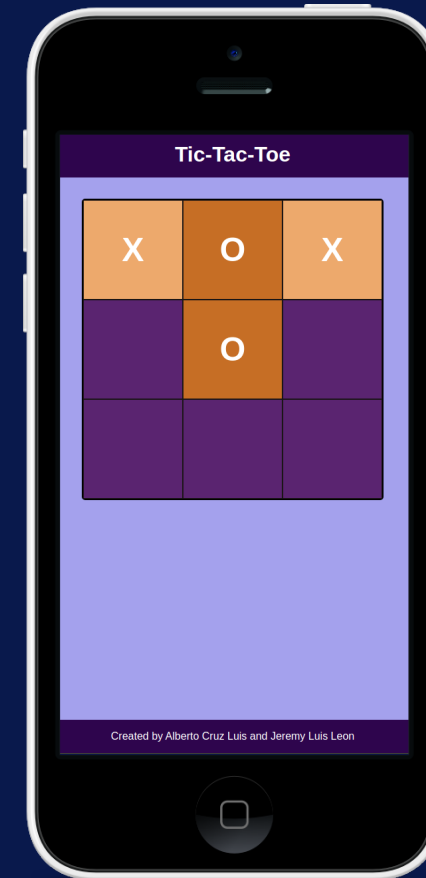 Tic-Tac-Toe
X O X
O
Created by Alberto Cruz Luis and Jeremy Luis Leon